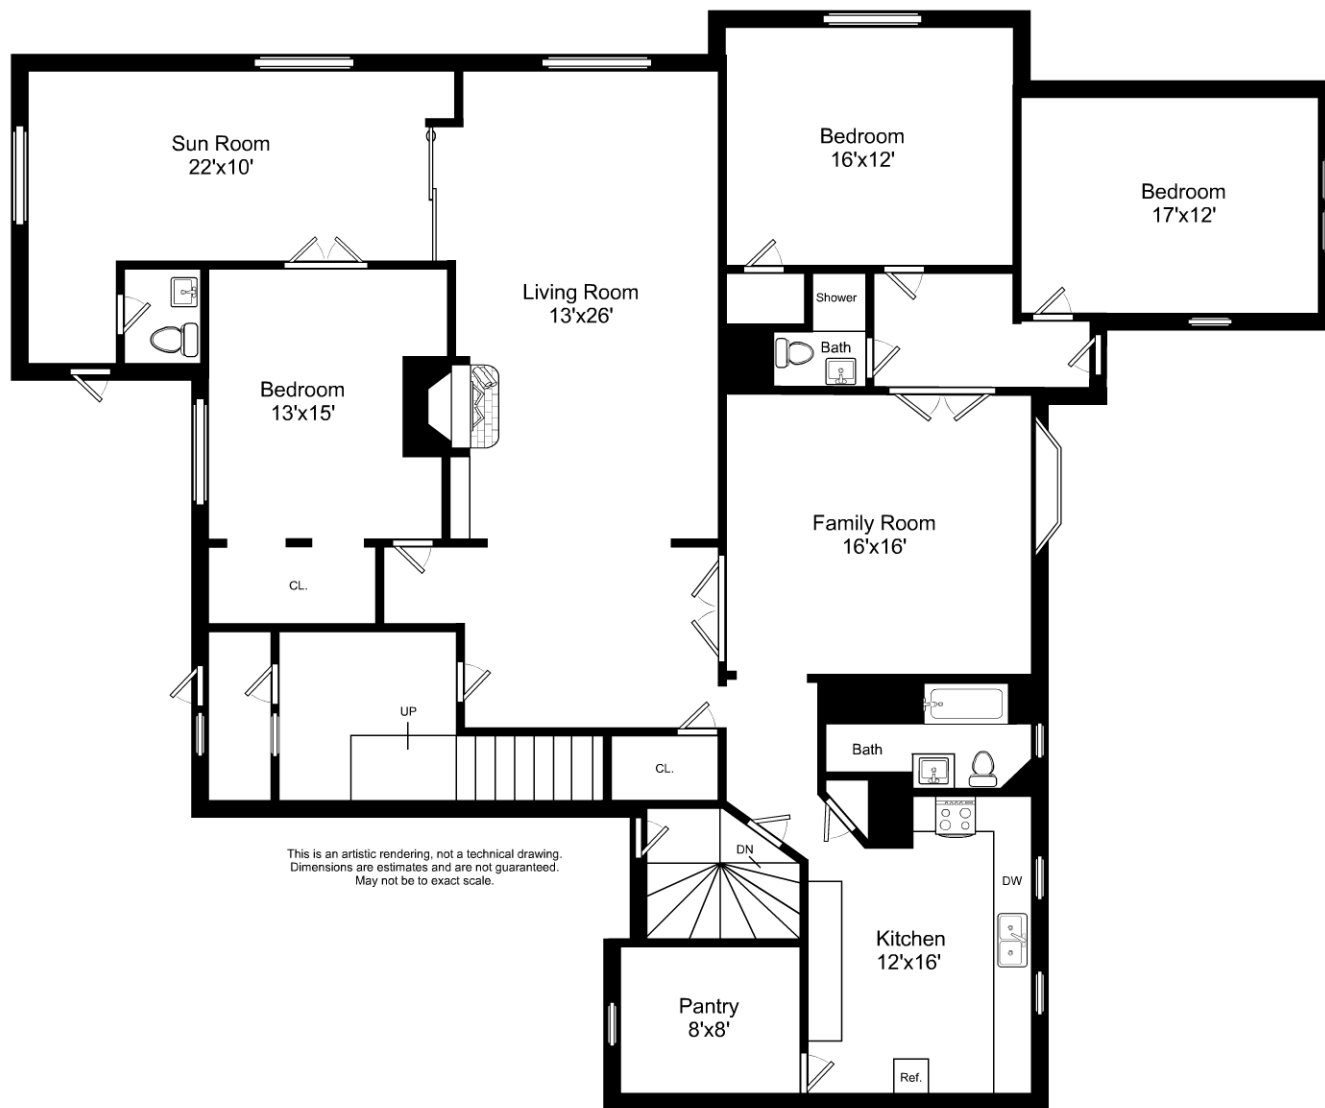 Sun Room
22'x10'
Bedroom
16'x12'
Bedroom
17'x12'
Living Room
13'x26'
Shower
Bath
Bedroom
13'x15'
Family Room
16'x16'
CL.
UP
CL.
Bath
This is an artistic rendering, not a technical drawing.
Dimensions are estimates and are not guaranteed.
May not be to exact scale.
DN
DW
Kitchen
12'x16'
Pantry
8'x8'
Ref.